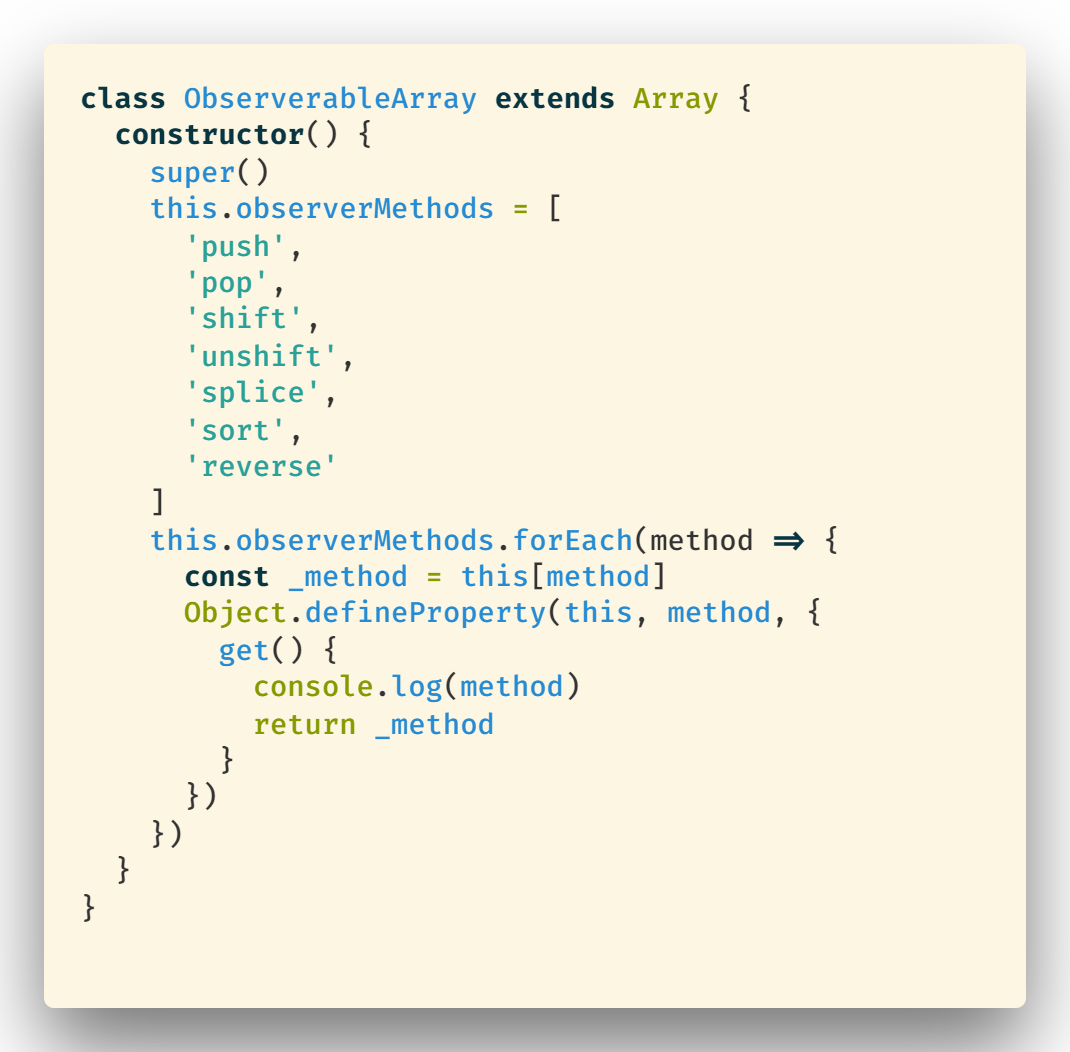 class ObserverableArray extends Array {
  constructor() {
    super()
    this.observerMethods = [
      'push',
      'pop',
      'shift',
      'unshift',
      'splice',
      'sort',
      'reverse'
    ]
    this.observerMethods.forEach(method => {
      const _method = this[method]
      Object.defineProperty(this, method, {
        get() {
          console.log(method)
          return _method
        }
      })
    })
  }
}